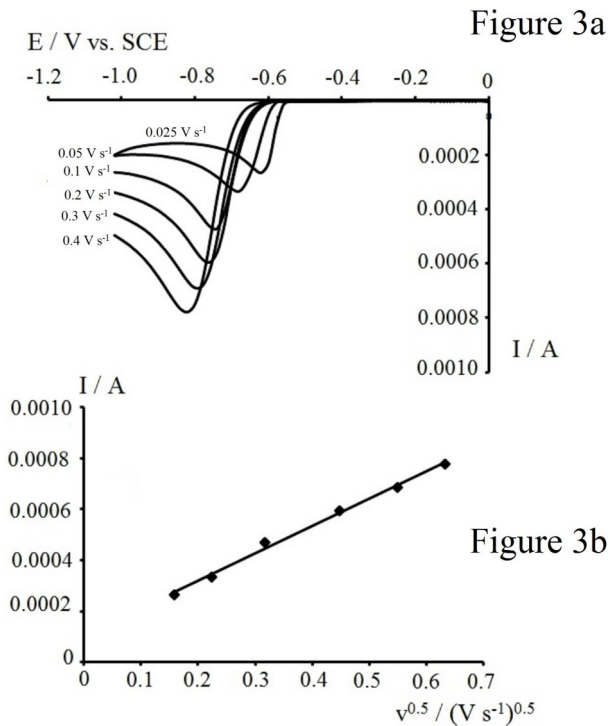 Figure 3a
E / V vs. SCE
-1.2 -1.0 -0.8 -0.6 -0.4 -0.2 0
0.025 V s⁻¹
0.05 V s⁻¹
0.1 V s⁻¹
0.2 V s⁻¹
0.3 V s⁻¹
0.4 V s⁻¹
0.0002
0.0004
0.0006
0.0008
0.0010
I / A
I / A
0.0010
0.0008
0.0006
0.0004
0.0002
0
Figure 3b
0 0.1 0.2 0.3 0.4 0.5 0.6 0.7
v⁰·⁵ / (V s⁻¹)⁰·⁵